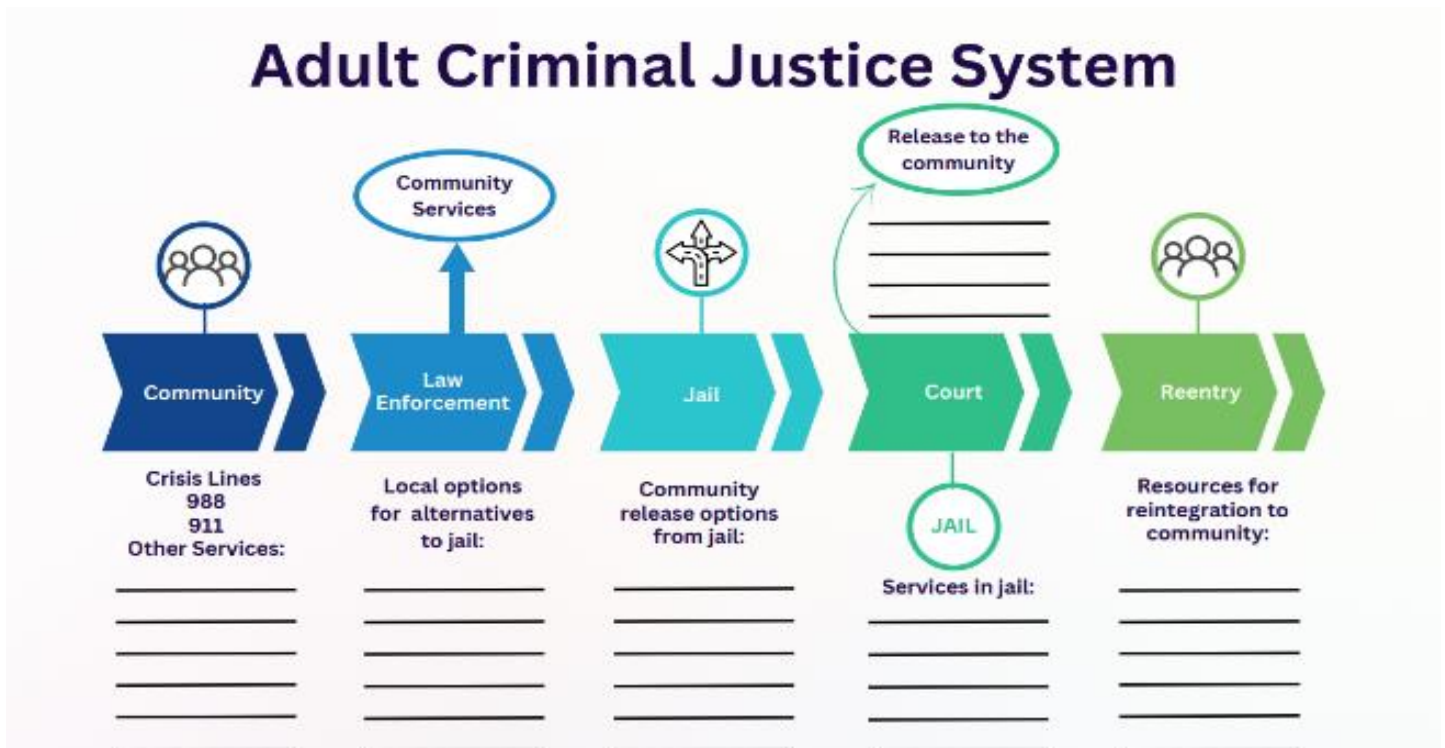 Adult Criminal Justice System
Release to the
community
Community
Services
Community
Law
Enforcement
Jail
Court
Reentry
Crisis Lines
988
911
Other Services:
Local options
for alternatives
to jail:
Community
release options
from jail:
JAIL
Services in jail:
Resources for
reintegration to
community: